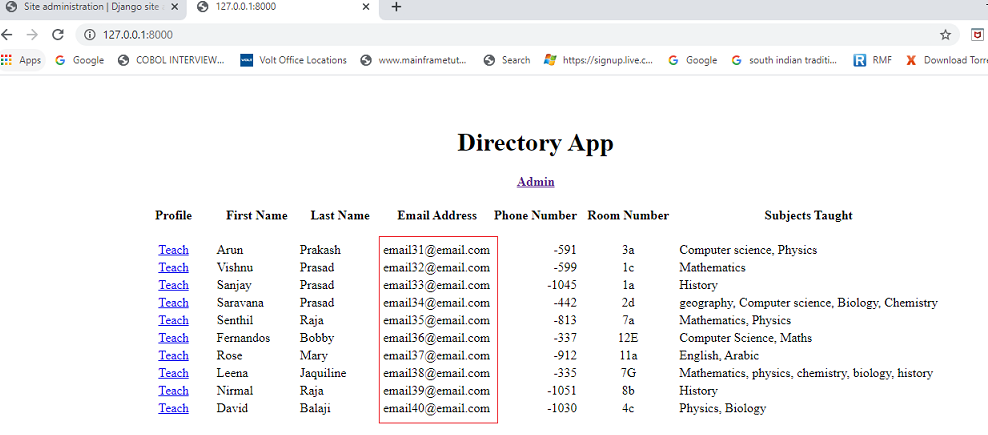 Site administration | Django site 127.0.0.1:8000
127.0.0.1:8000
Apps Google COBOL INTERVIEW... Volt Office Locations www.mainframetut... Search https://signup.live.c... Google south indian traditi... RMF Download Torre
Directory App
Admin
Profile First Name Last Name Email Address Phone Number Room Number Subjects Taught
Teach Arun Prakash email31@email.com -591 3a Computer science, Physics
Teach Vishnu Prasad email32@email.com -599 1c Mathematics
Teach Sanjay Prasad email33@email.com -1045 1a History
Teach Saravana Prasad email34@email.com -442 2d geography, Computer science, Biology, Chemistry
Teach Senthil Raja email35@email.com -813 7a Mathematics, Physics
Teach Fernandos Bobby email36@email.com -337 12E Computer Science, Maths
Teach Rose Mary email37@email.com -912 11a English, Arabic
Teach Leena Jaquiline email38@email.com -335 7G Mathematics, physics, chemistry, biology, history
Teach Nirmal Raja email39@email.com -1051 8b History
Teach David Balaji email40@email.com -1030 4c Physics, Biology